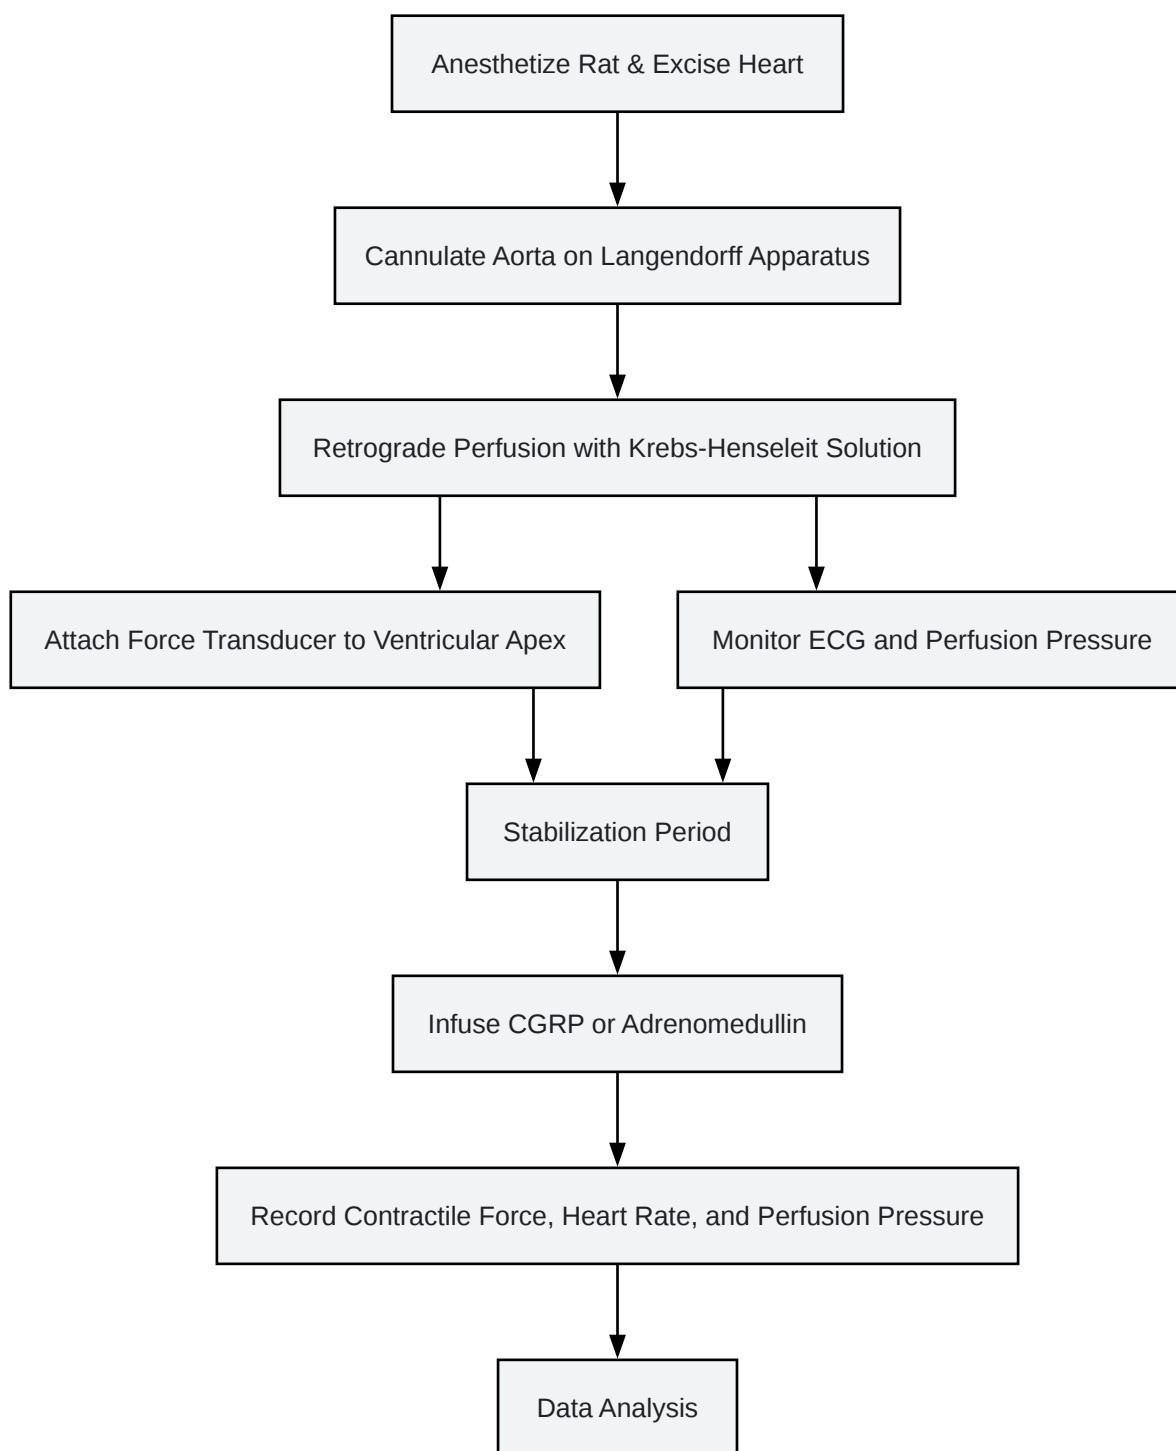 Anesthetize Rat & Excise Heart
Cannulate Aorta on Langendorff Apparatus
Retrograde Perfusion with Krebs-Henseleit Solution
Attach Force Transducer to Ventricular Apex
Monitor ECG and Perfusion Pressure
Stabilization Period
Infuse CGRP or Adrenomedullin
Record Contractile Force, Heart Rate, and Perfusion Pressure
Data Analysis